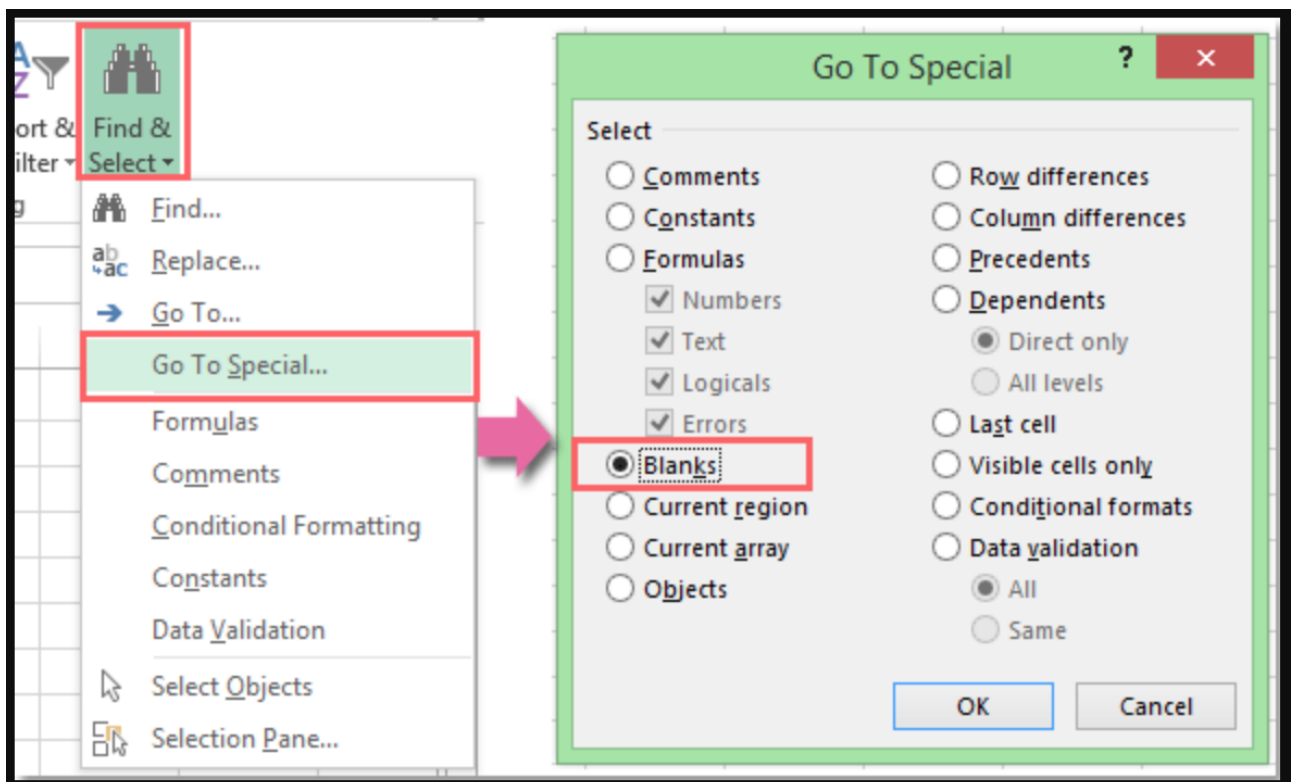 ort &
ilter
Find &
Select
Find...
Replace...
Go To...
Go To Special...
Formulas
Comments
Conditional Formatting
Constants
Data Validation
Select Objects
Selection Pane...
Go To Special
?
Select
Comments
Constants
Formulas
Numbers
Text
Logicals
Errors
Blanks
Current region
Current array
Objects
Row differences
Column differences
Precedents
Dependents
Direct only
All levels
Last cell
Visible cells only
Conditional formats
Data validation
All
Same
OK
Cancel